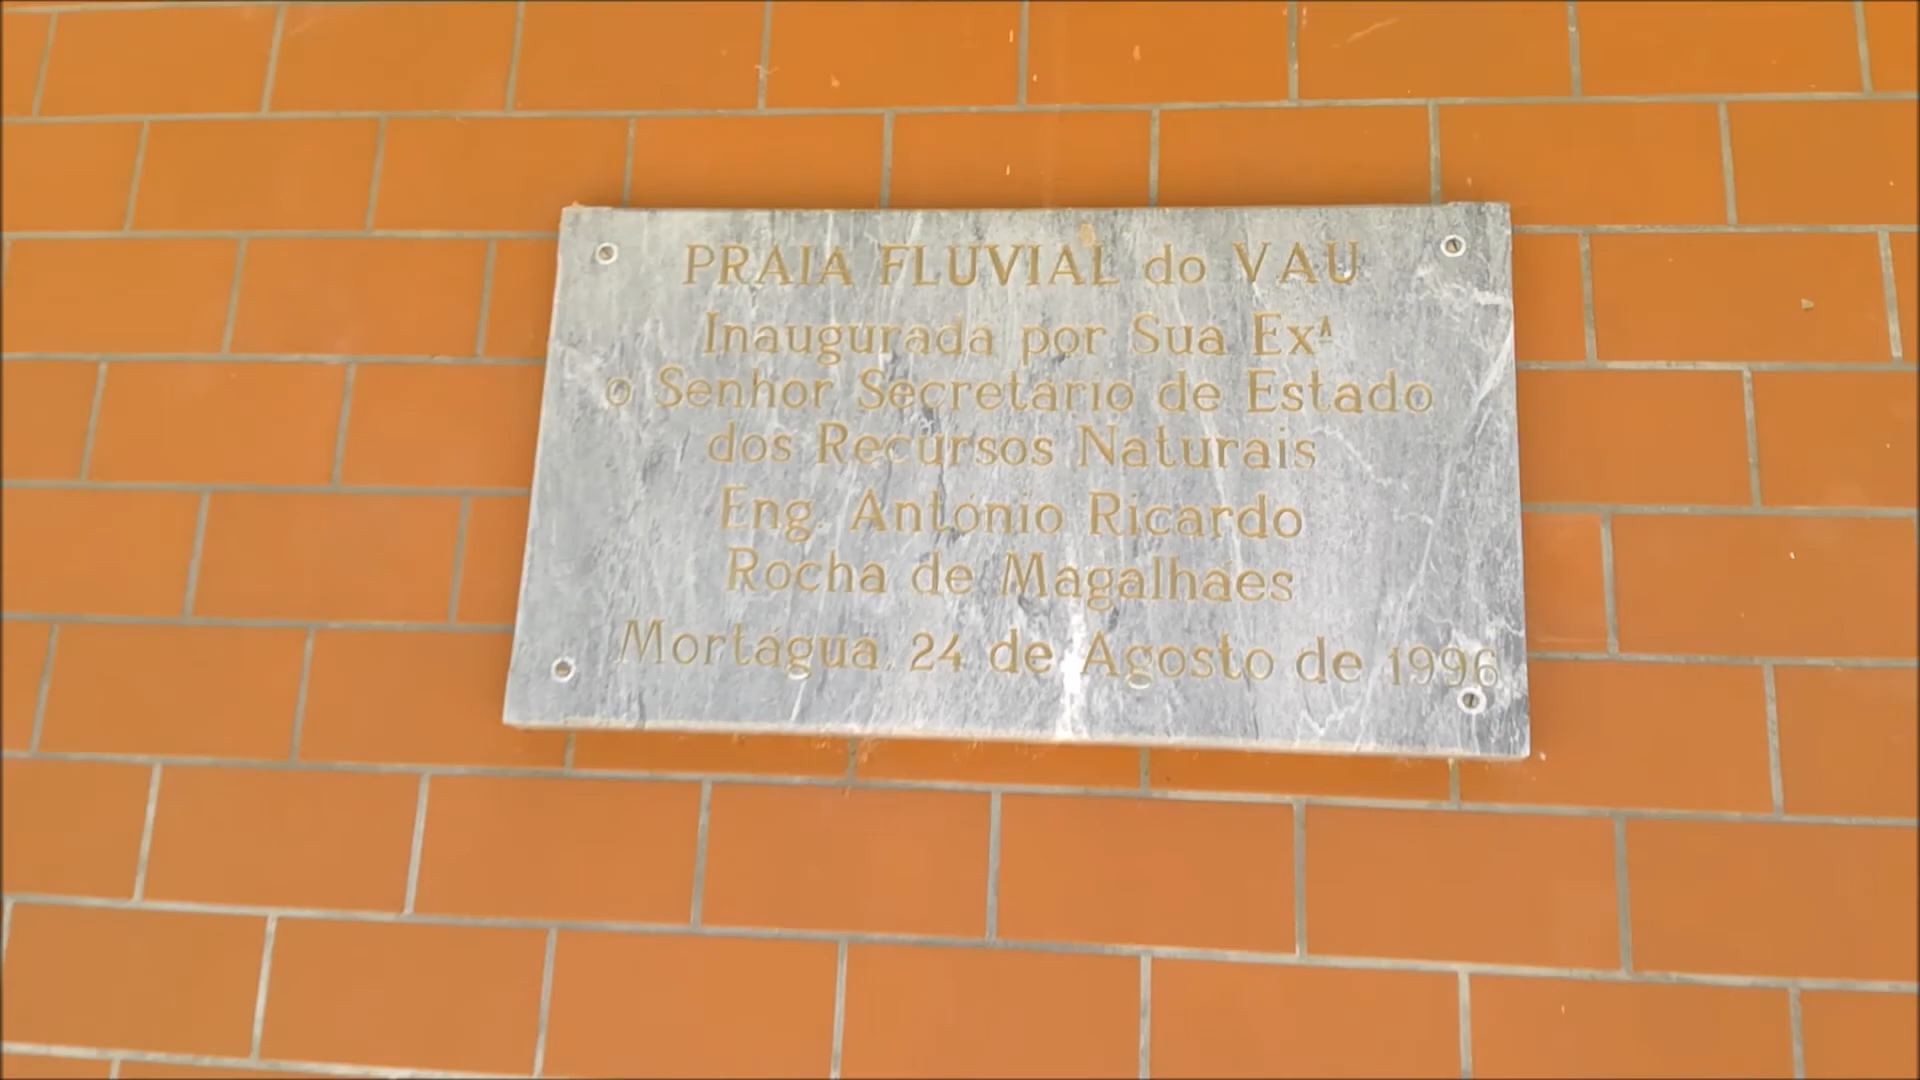 PRAIA FLUVIAL do VAU
Inaugurada por Sua Exª
o Senhor Secretário de Estado
dos Recursos Naturais
Eng. António Ricardo
Rocha de Magalhães
Mortágua, 24 de Agosto de 1996